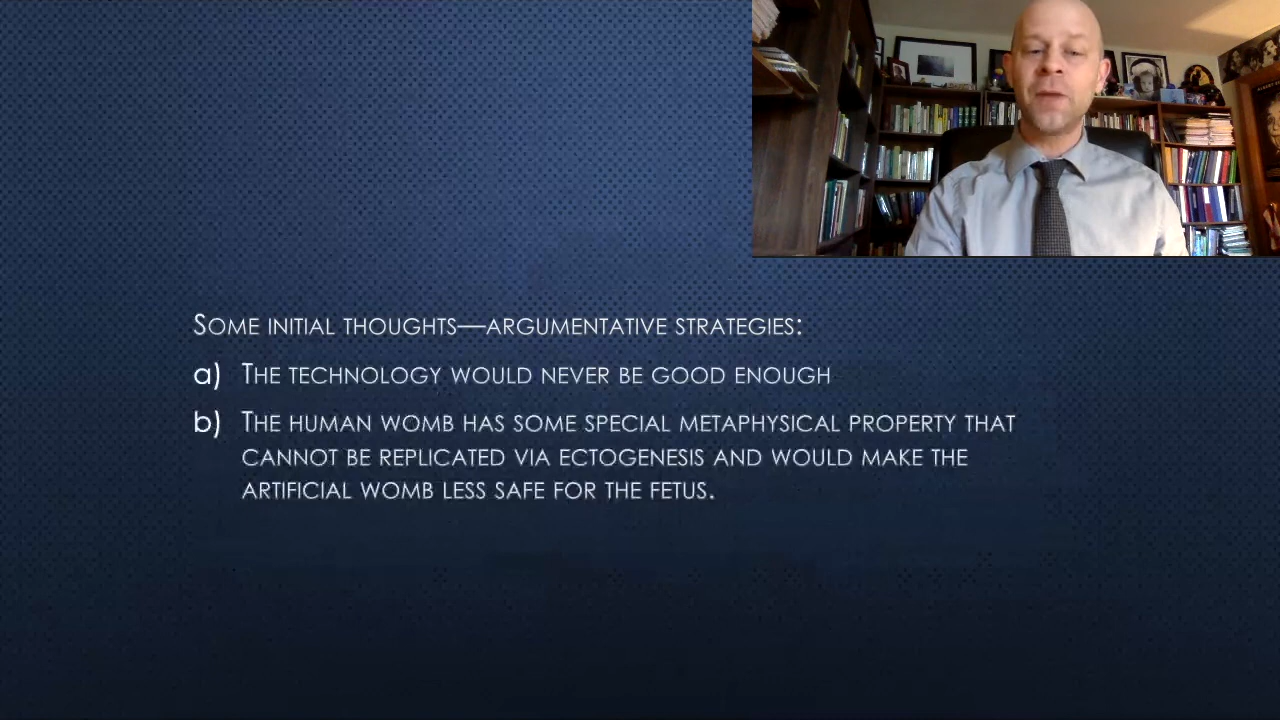 Some initial thoughts—argumentative strategies:
a) The technology would never be good enough
b) The human womb has some special metaphysical property that
cannot be replicated via ectogenesis and would make the
artificial womb less safe for the fetus.